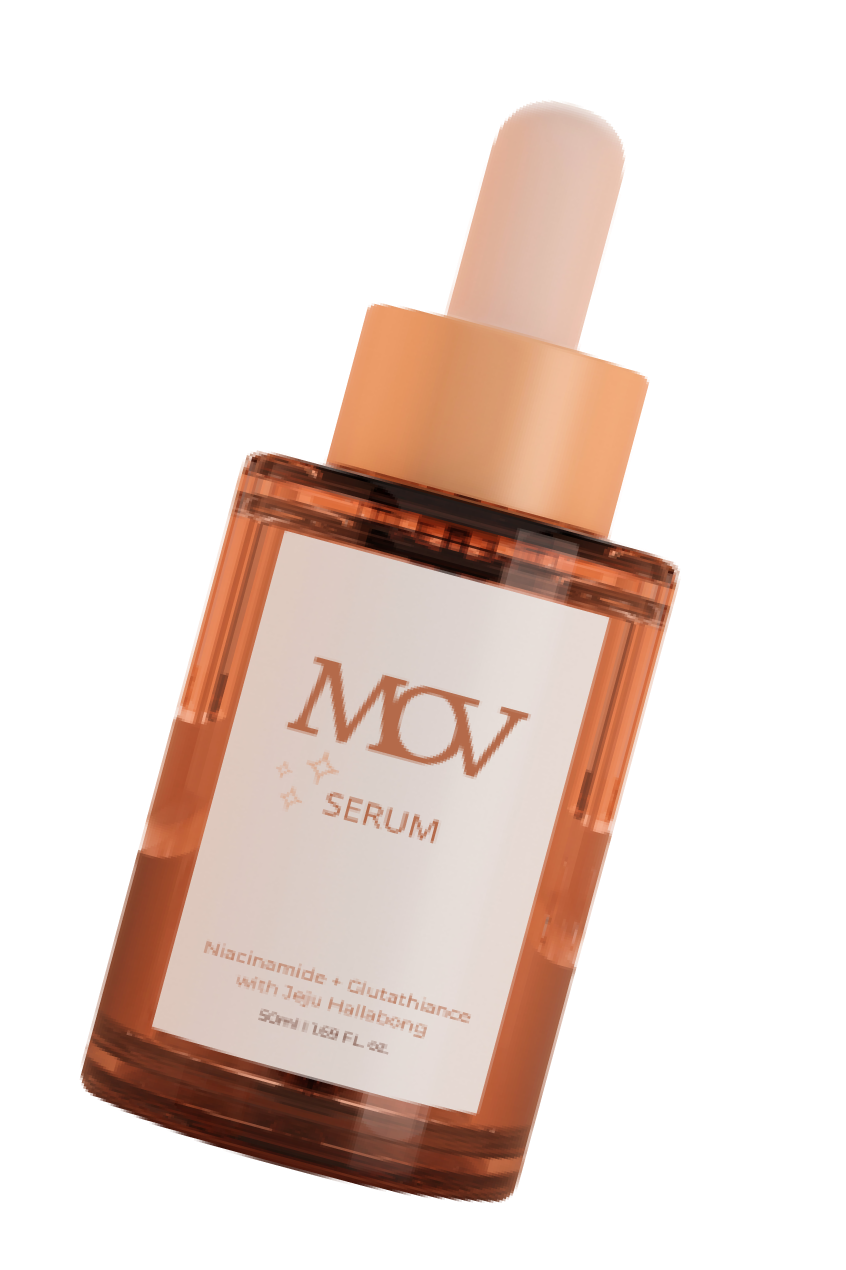 MOV
SERUM
Niacinamide + Glutathiance
with Jeju Hallabong
50ml | 1.69 FL. oz.